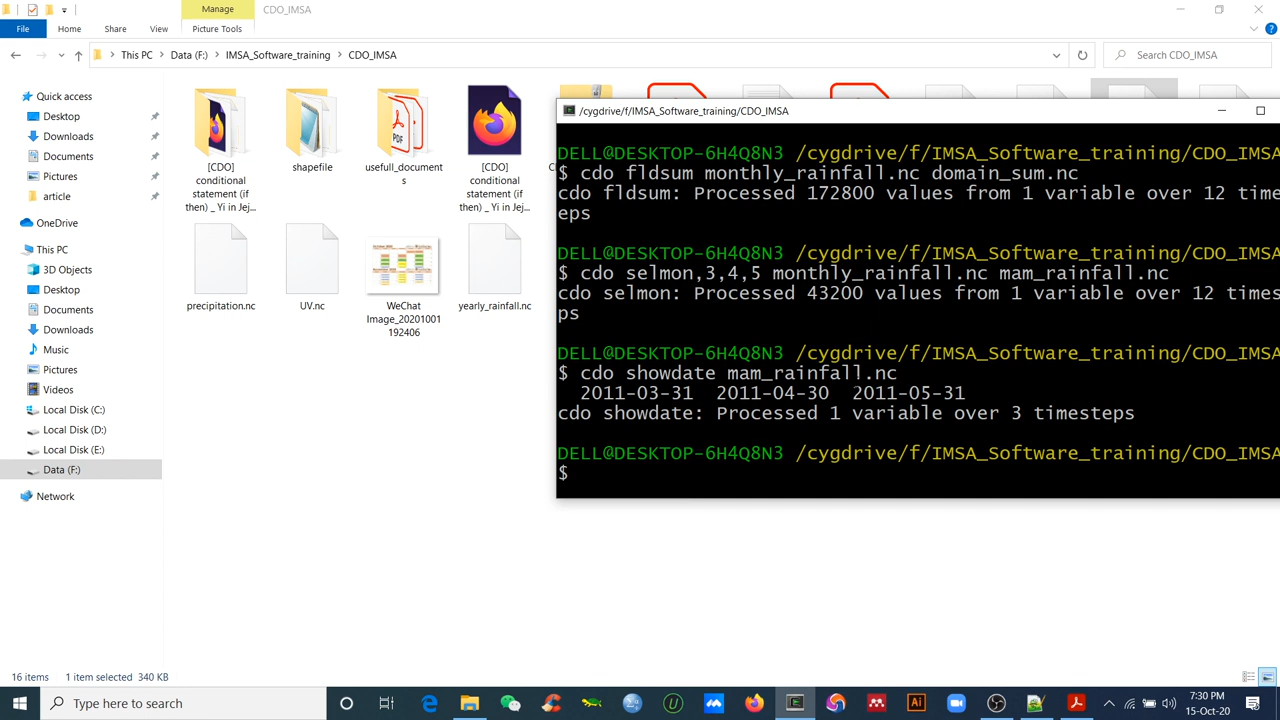 Manage
CDO_IMSA
File
Home
Share
View
Picture Tools
This PC
Data (F:)
IMSA_Software_training
CDO_IMSA
Search CDO_IMSA
Quick access
Desktop
Downloads
Documents
Pictures
article
OneDrive
This PC
3D Objects
Desktop
Documents
Downloads
Music
Pictures
Videos
Local Disk (C:)
Local Disk (D:)
Local Disk (E:)
Data (F:)
Network
[CDO]
conditional
statement (if
then) _ Yi in Jej...
shapefile
PDF
usefull_document
s
[CDO]
conditional
statement (if
then) _ Yi in Jej...
precipitation.nc
UV.nc
WeChat
Image_20201001
192406
yearly_rainfall.nc
/cygdrive/f/IMSA_Software_training/CDO_IMSA
DELL@DESKTOP-6H4Q8N3 /cygdrive/f/IMSA_Software_training/CDO_IMSA
$ cdo fldsum monthly_rainfall.nc domain_sum.nc
cdo fldsum: Processed 172800 values from 1 variable over 12 time
eps
DELL@DESKTOP-6H4Q8N3 /cygdrive/f/IMSA_Software_training/CDO_IMSA
$ cdo selmon,3,4,5 monthly_rainfall.nc mam_rainfall.nc
cdo selmon: Processed 43200 values from 1 variable over 12 times
ps
DELL@DESKTOP-6H4Q8N3 /cygdrive/f/IMSA_Software_training/CDO_IMSA
$ cdo showdate mam_rainfall.nc
2011-03-31 2011-04-30 2011-05-31
cdo showdate: Processed 1 variable over 3 timesteps
DELL@DESKTOP-6H4Q8N3 /cygdrive/f/IMSA_Software_training/CDO_IMSA
$
16 items
1 item selected 340 KB
Type here to search
Ai
7:30 PM
15-Oct-20